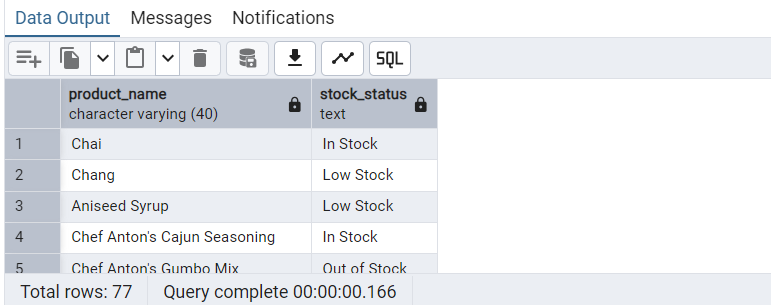 Data Output Messages Notifications
SQL
product_name stock_status
character varying (40) text
1 Chai In Stock
2 Chang Low Stock
3 Aniseed Syrup Low Stock
4 Chef Anton's Cajun Seasoning In Stock
5 Chef Anton's Gumbo Mix Out of Stock
Total rows: 77 Query complete 00:00:00.166